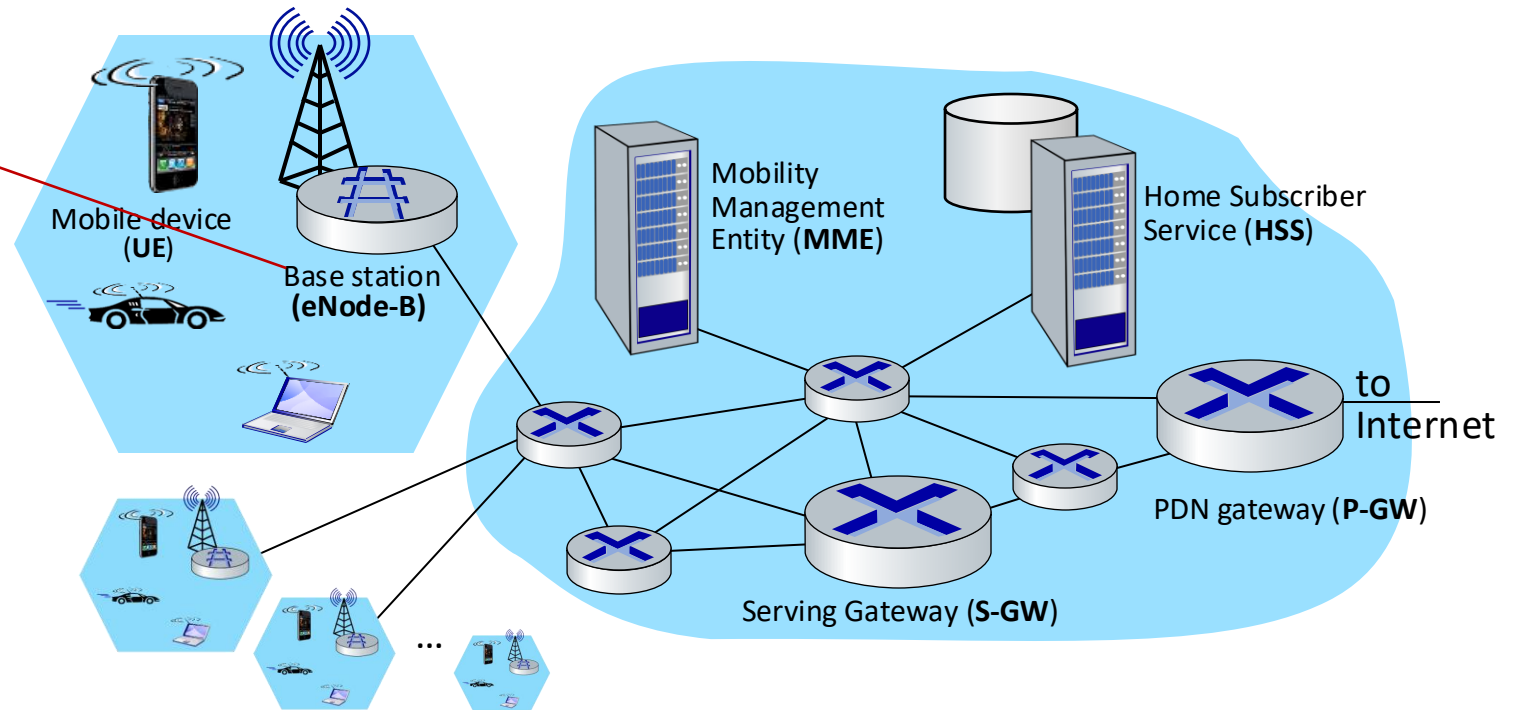 Mobile device
(UE)
Base station
(eNode-B)
Mobility
Management
Entity (MME)
Home Subscriber
Service (HSS)
to
Internet
PDN gateway (P-GW)
Serving Gateway (S-GW)
...